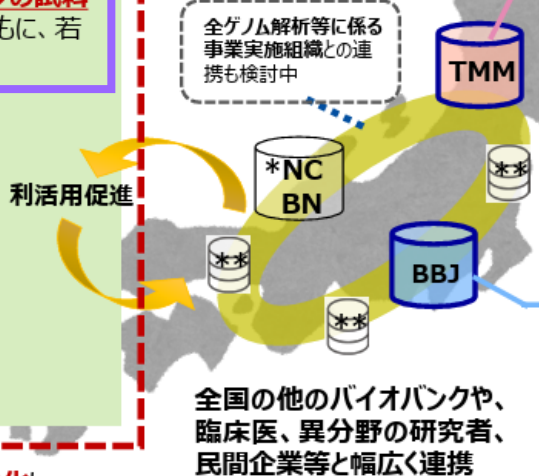 の試料
もに、若
全ゲノム解析等に係る
事業実施組織との連
携も検討中
TMM
*NC
BN
**
利活用促進
**
BBJ
**
全国の他のバイオバンクや、
臨床医、異分野の研究者、
民間企業等と幅広く連携